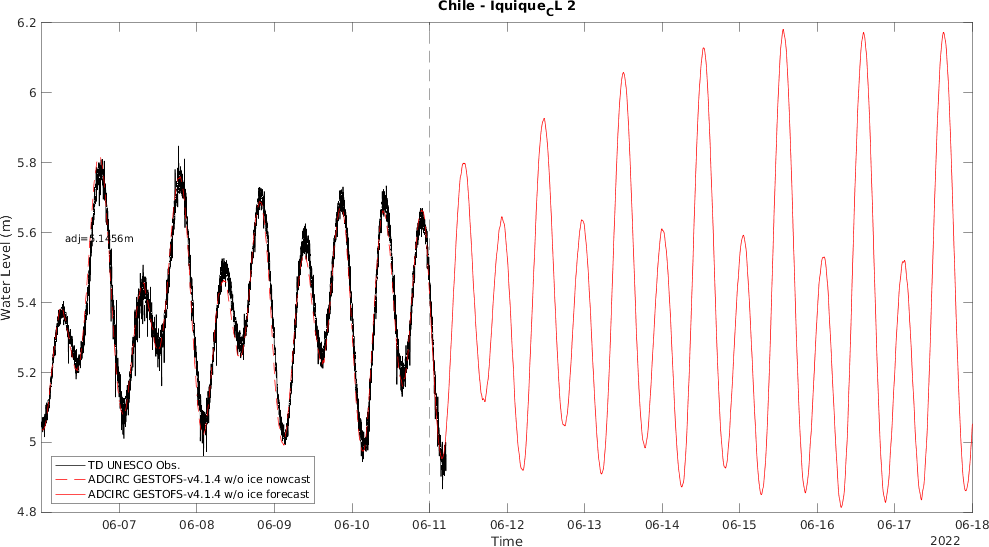 Chile - Iquique_CL 2
Water Level (m)
6.2
6
5.8
5.6
5.4
5.2
5
4.8
adj=5.1456m
TD UNESCO Obs.
ADCIRC GESTOFS-v4.1.4 w/o ice nowcast
ADCIRC GESTOFS-v4.1.4 w/o ice forecast
06-07 06-08 06-09 06-10 06-11 06-12 06-13 06-14 06-15 06-16 06-17 06-18
Time
2022